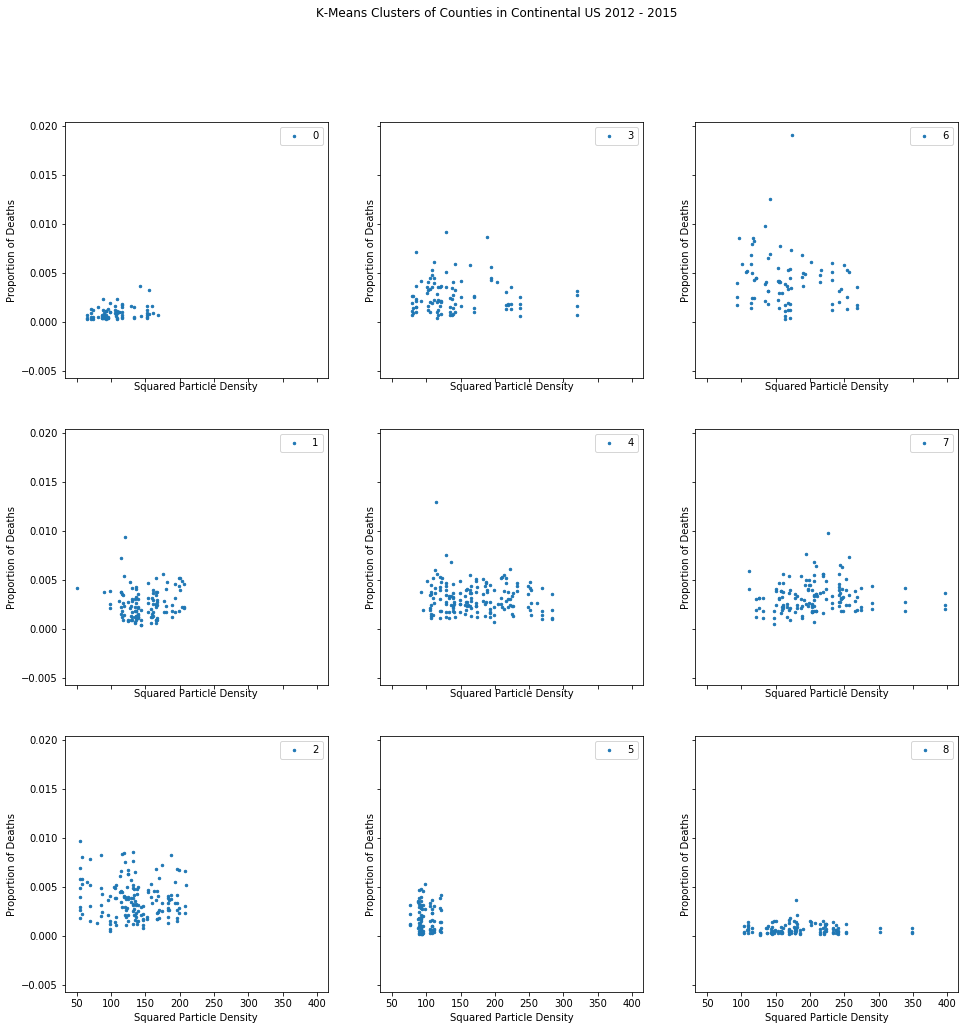 K-Means Clusters of Counties in Continental US 2012 - 2015
0.020
0.015
0.010
0.005
0.000
−0.005
Proportion of Deaths
Squared Particle Density
0
Proportion of Deaths
Squared Particle Density
3
Proportion of Deaths
Squared Particle Density
6
0.020
0.015
0.010
0.005
0.000
−0.005
Proportion of Deaths
Squared Particle Density
1
Proportion of Deaths
Squared Particle Density
4
Proportion of Deaths
Squared Particle Density
7
0.020
0.015
0.010
0.005
0.000
−0.005
Proportion of Deaths
2
50 100 150 200 250 300 350 400
Squared Particle Density
Proportion of Deaths
5
50 100 150 200 250 300 350 400
Squared Particle Density
Proportion of Deaths
8
50 100 150 200 250 300 350 400
Squared Particle Density